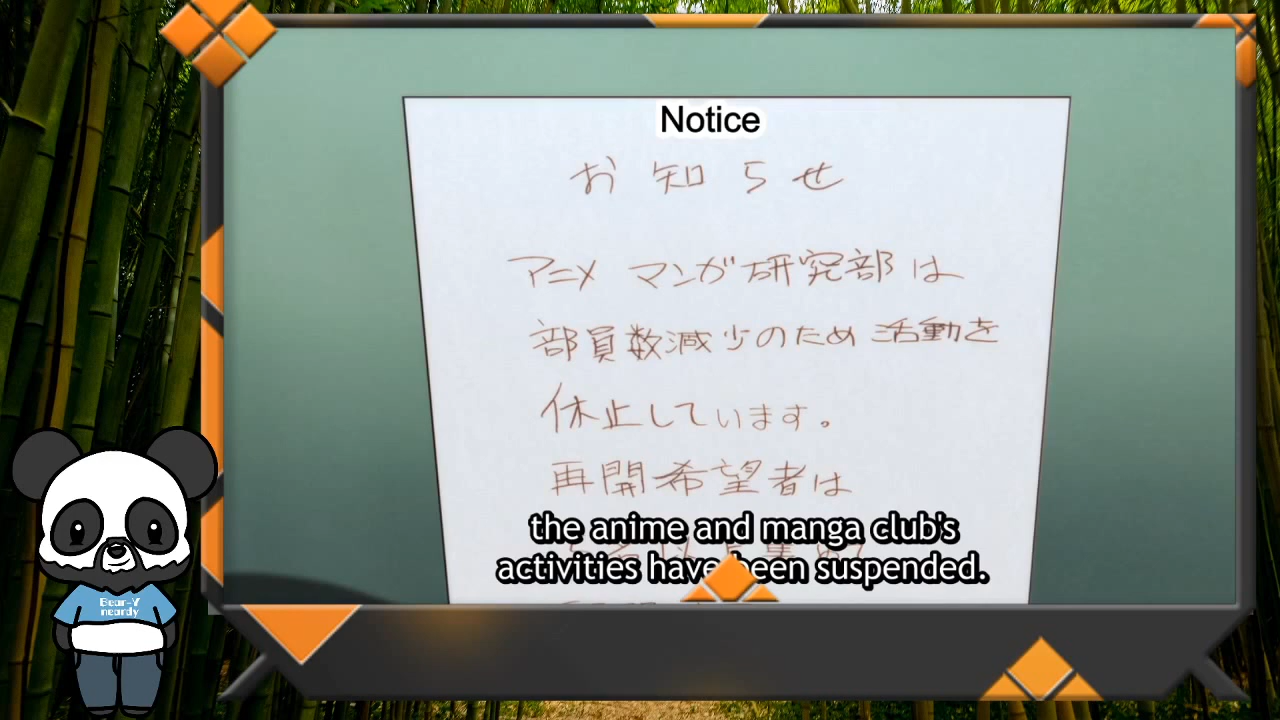 Notice
お知らせ
アニメ マンガ研究部は
部員数減少のため 活動を
休止しています。
再開希望者は
the anime and manga club's
activities have been suspended.
Bear-Y
neardy